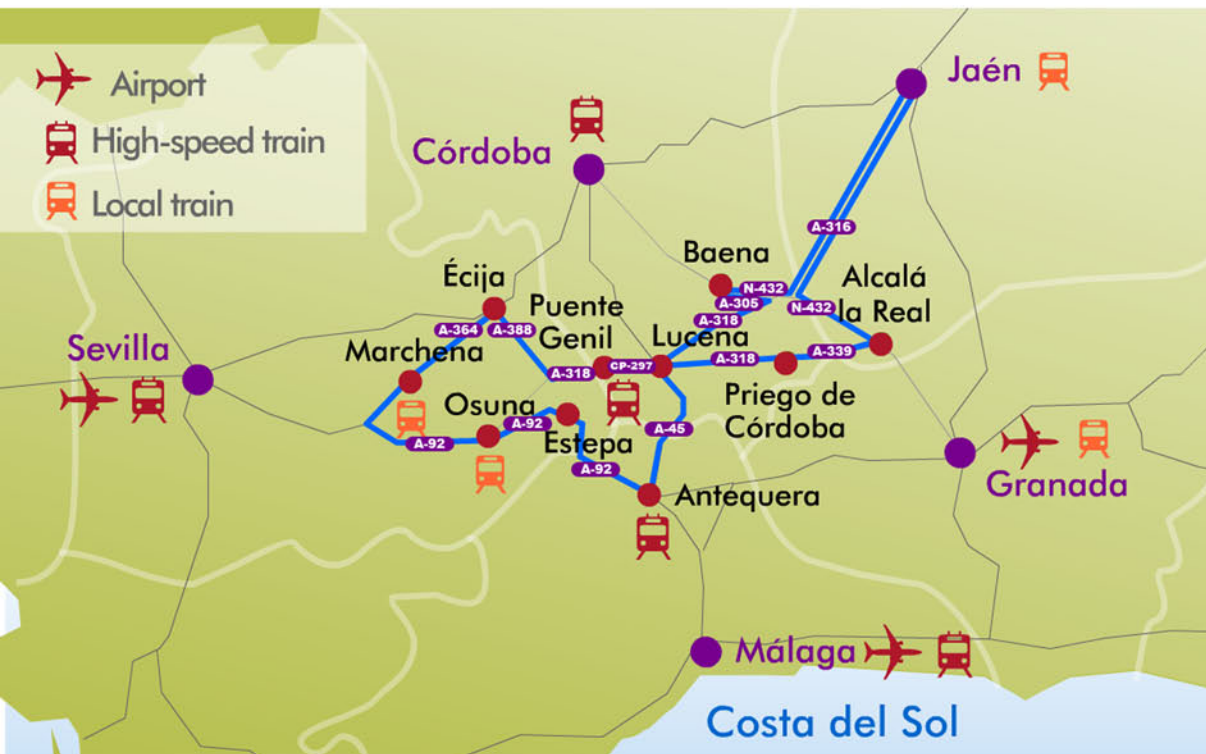 Airport
High-speed train
Local train
Jaén
Córdoba
A-316
Baena
N-432
A-305
A-318
N-432
Alcalá
la Real
Écija
A-364
A-388
Puente
Genil
Lucena
Sevilla
Marchena
A-318
CP-297
A-318
A-339
Priego de
Córdoba
Osuna
A-92
A-92
Estepa
A-45
A-92
Antequera
Granada
Málaga
Costa del Sol